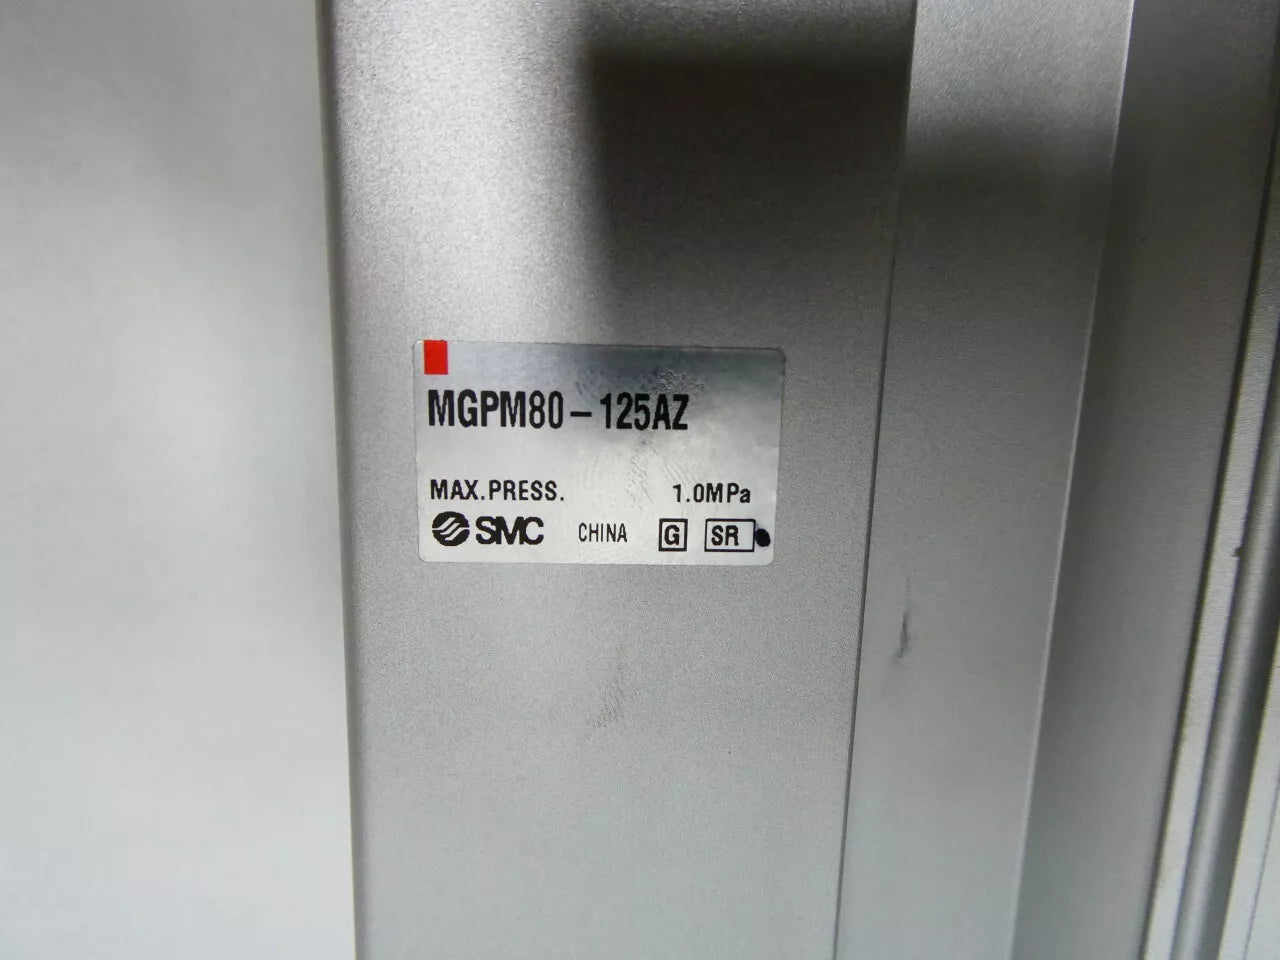 MGPM80-125AZ
MAX.PRESS. 1.0MPa
SMC CHINA G SR